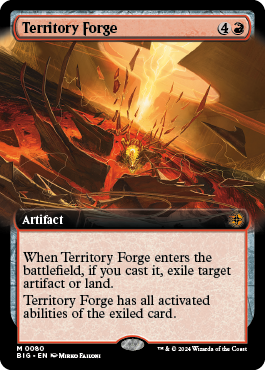 Territory Forge 4
Artifact
When Territory Forge enters the
battlefield, if you cast it, exile target
artifact or land.
Territory Forge has all activated
abilities of the exiled card.
M 0080
BIG • EN Mirko Failoni
™ & © 2024 Wizards of the Coast